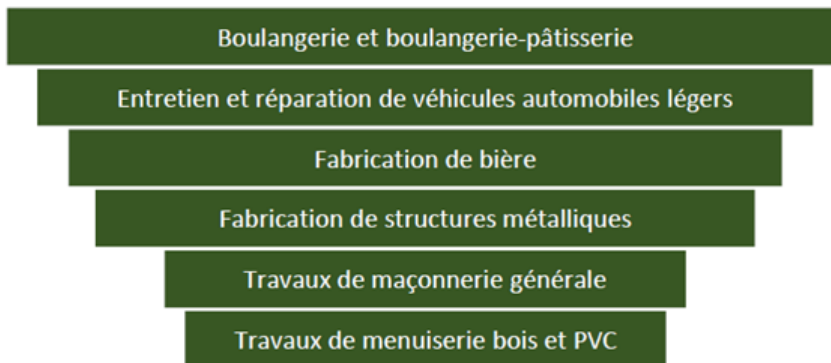 Boulangerie et boulangerie-pâtisserie
Entretien et réparation de véhicules automobiles légers
Fabrication de bière
Fabrication de structures métalliques
Travaux de maçonnerie générale
Travaux de menuiserie bois et PVC